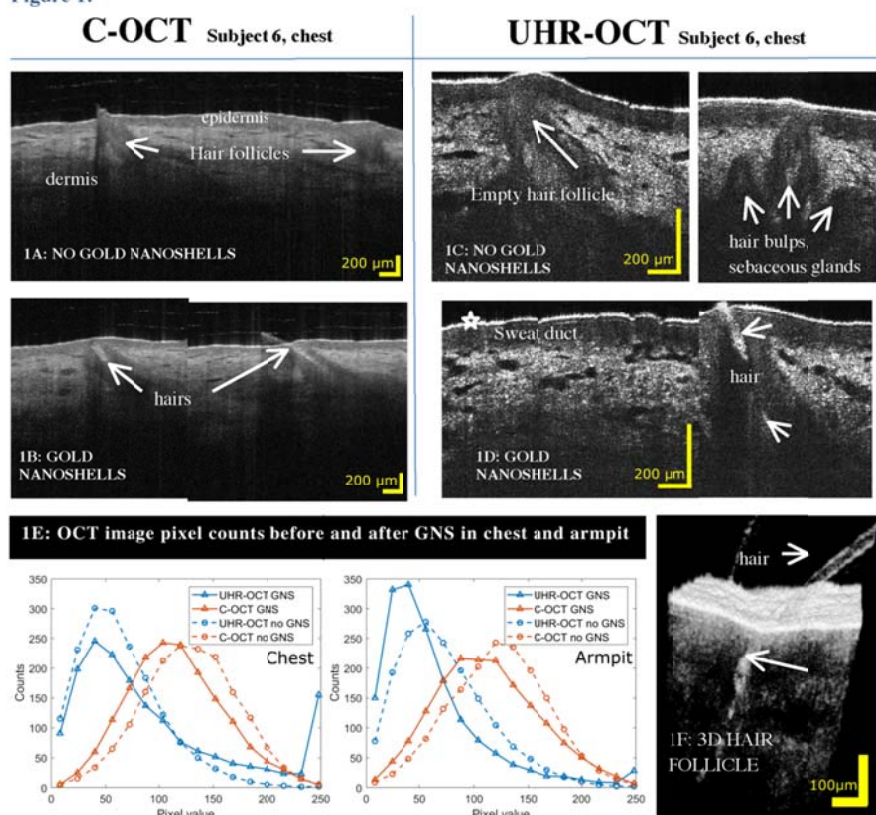 Figure 1.
C-OCT Subject 6, chest
UHR-OCT Subject 6, chest
epidermis
Hair follicles
dermis
1A: NO GOLD NANOSHELLS
200 µm
Empty hair follicle
1C: NO GOLD
NANOSHELLS
200 µm
hair bulps,
sebaceous glands
hairs
1B: GOLD
NANOSHELLS
200 µm
Sweat duct
hair
1D: GOLD
NANOSHELLS
200 µm
1E: OCT image pixel counts before and after GNS in chest and armpit
350
300
250
200
150
100
50
0
Counts
0 50 100 150 200 250
Pixel value
UHR-OCT GNS
C-OCT GNS
UHR-OCT no GNS
C-OCT no GNS
Chest
350
300
250
200
150
100
50
0
Counts
0 50 100 150 200 250
Pixel value
UHR-OCT GNS
C-OCT GNS
UHR-OCT no GNS
C-OCT no GNS
Armpit
hair
1F: 3D HAIR
FOLLICLE
100µm